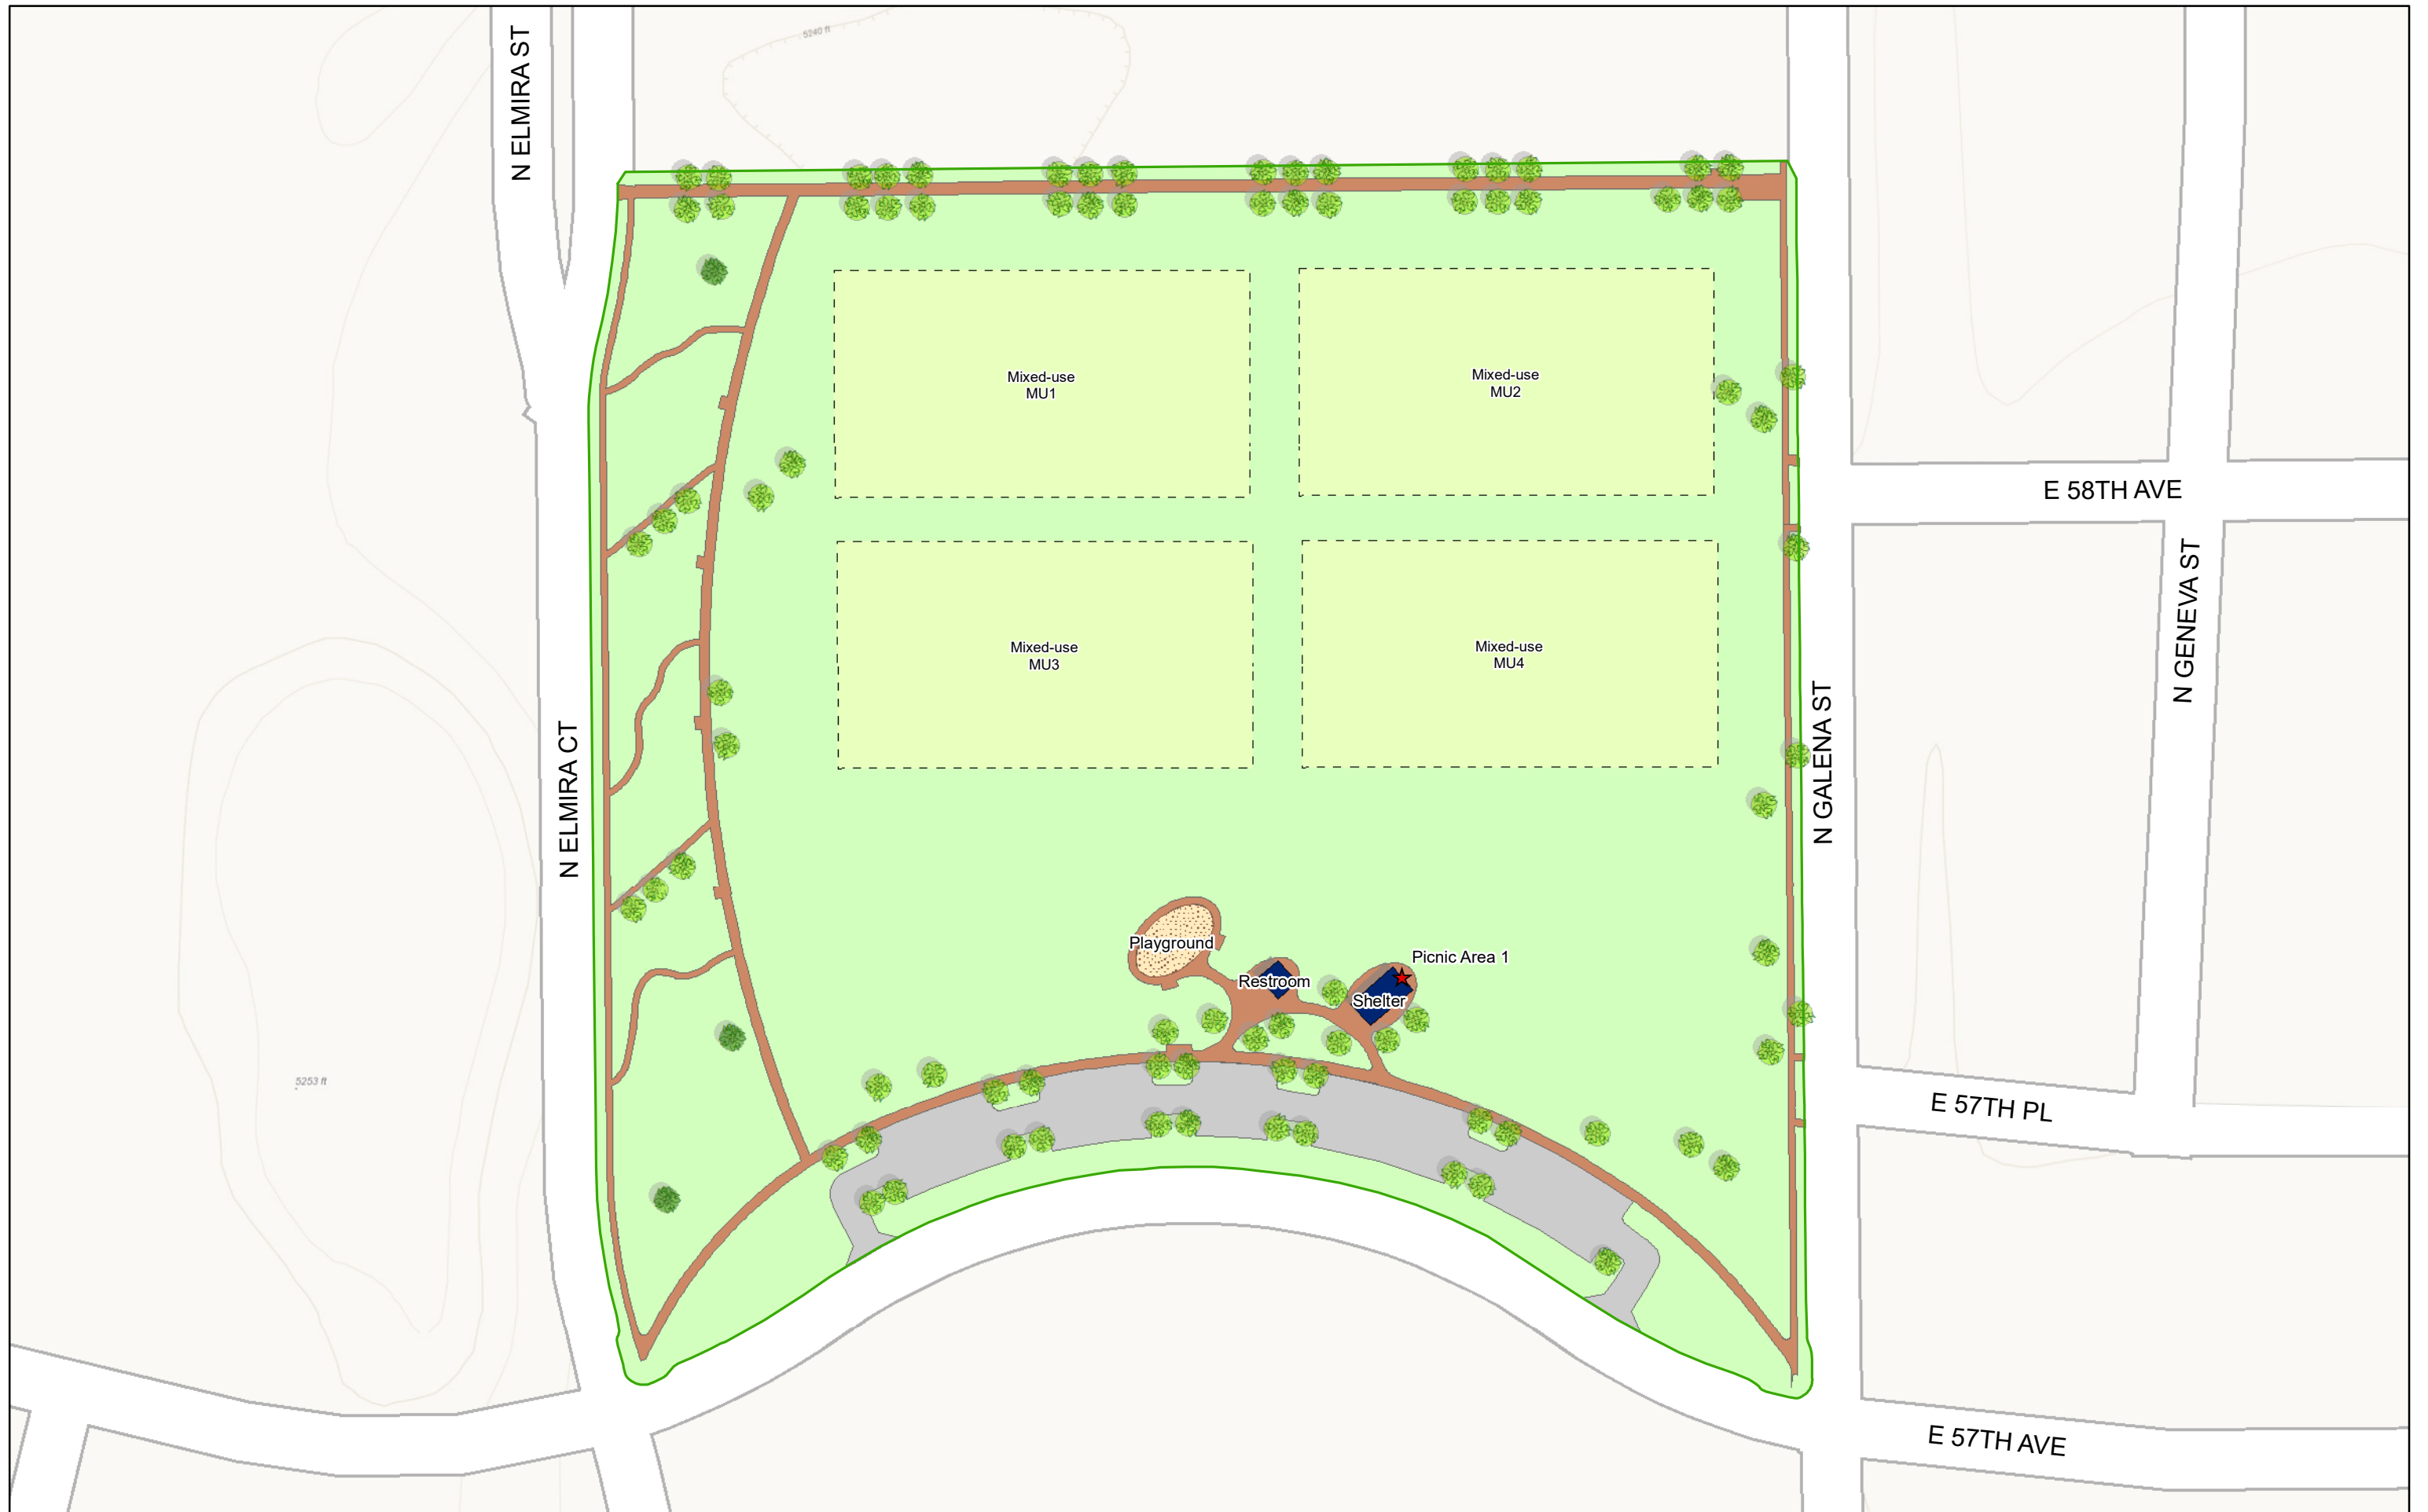 5240 ft
N ELMIRA ST
Mixed-use
MU1
Mixed-use
MU2
E 58TH AVE
N GENEVA ST
Mixed-use
MU3
Mixed-use
MU4
N GALENA ST
N ELMIRA CT
Playground
Picnic Area 1
Restroom
Shelter
5253 ft
E 57TH PL
E 57TH AVE